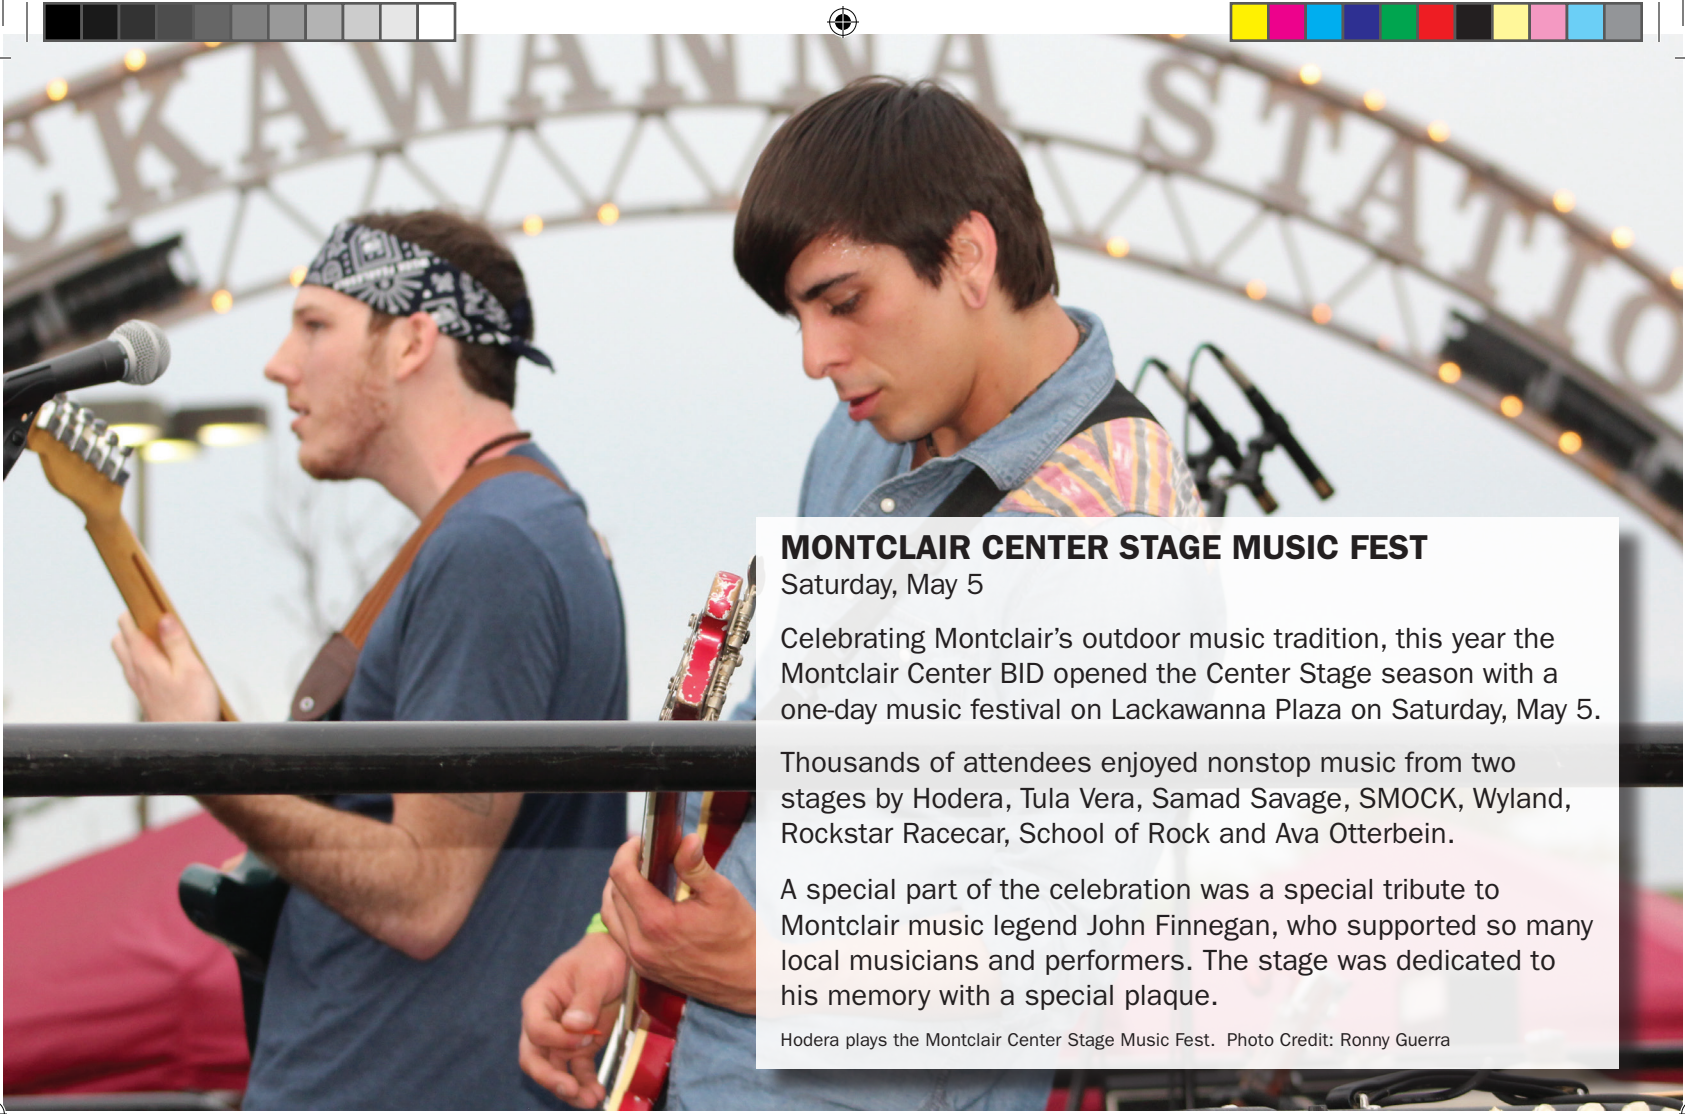 CKAWANNA STATIO
MONTCLAIR CENTER STAGE MUSIC FEST
Saturday, May 5
Celebrating Montclair’s outdoor music tradition, this year the
Montclair Center BID opened the Center Stage season with a
one-day music festival on Lackawanna Plaza on Saturday, May 5.
Thousands of attendees enjoyed nonstop music from two
stages by Hodera, Tula Vera, Samad Savage, SMOCK, Wyland,
Rockstar Racecar, School of Rock and Ava Otterbein.
A special part of the celebration was a special tribute to
Montclair music legend John Finnegan, who supported so many
local musicians and performers. The stage was dedicated to
his memory with a special plaque.
Hodera plays the Montclair Center Stage Music Fest.  Photo Credit: Ronny Guerra